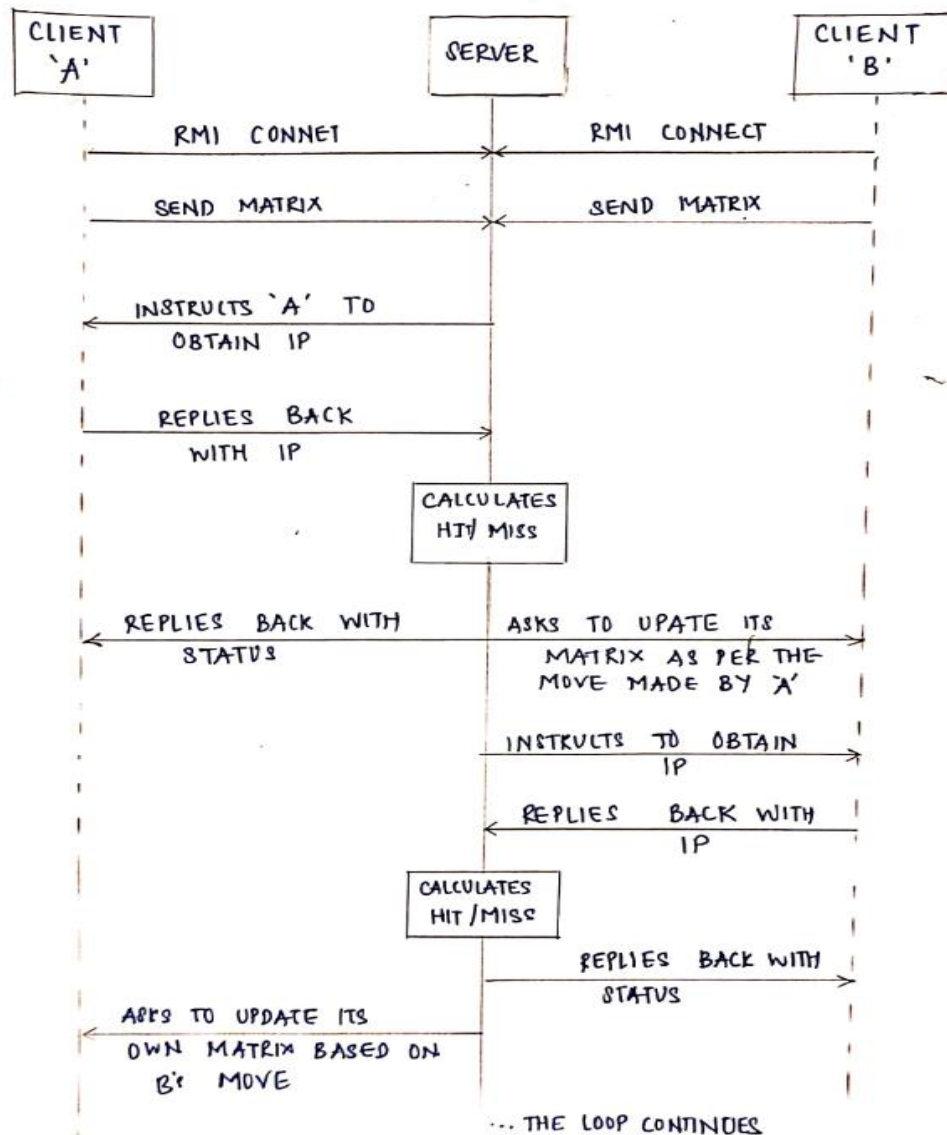 CLIENT
'A'
SERVER
CLIENT
'B'
RMI CONNET
RMI CONNECT
SEND MATRIX
SEND MATRIX
INSTRUCTS 'A' TO
OBTAIN IP
REPLIES BACK
WITH IP
CALCULATES
HIT/ MISS
REPLIES BACK WITH
STATUS
ASKS TO UPATE ITS
MATRIX AS PER THE
MOVE MADE BY 'A'
INSTRUCTS TO OBTAIN
IP
REPLIES BACK WITH
IP
CALCULATES
HIT/MISS
REPLIES BACK WITH
STATUS
ASKS TO UPDATE ITS
OWN MATRIX BASED ON
B's MOVE
... THE LOOP CONTINUES